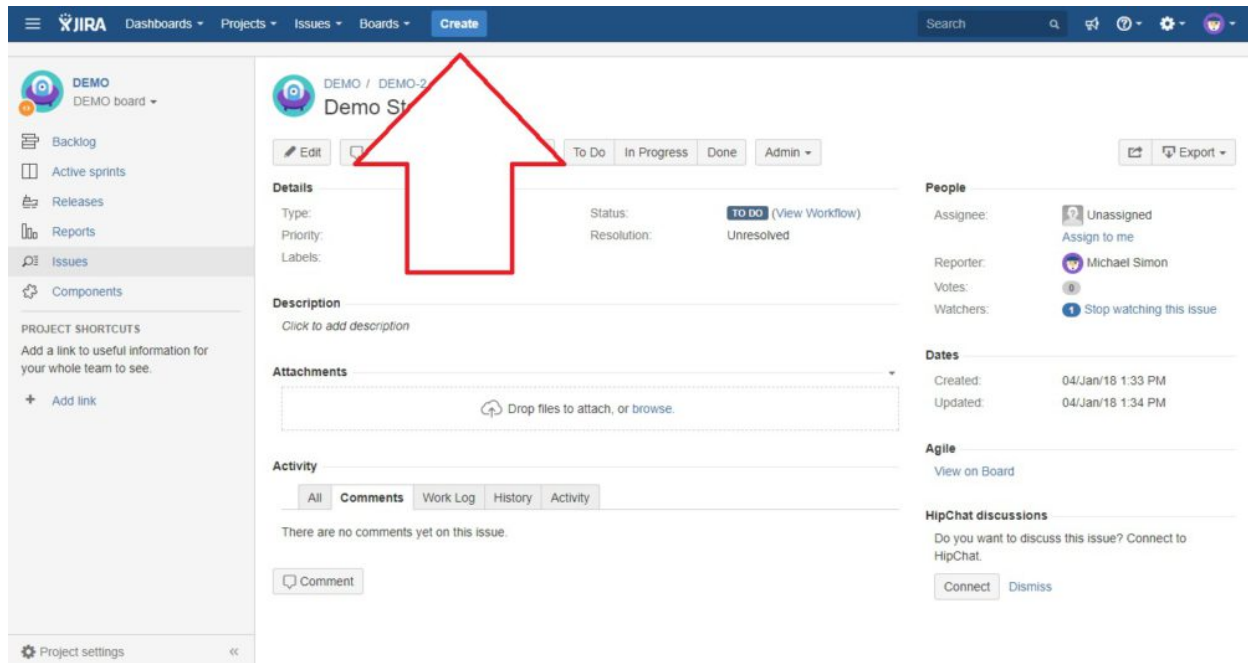 JIRA Dashboards Projects Issues Boards Create Search
DEMO
DEMO board
Backlog
Active sprints
Releases
Reports
Issues
Components
PROJECT SHORTCUTS
Add a link to useful information for
your whole team to see.
+ Add link
Project settings
DEMO / DEMO-2
Demo
Edit To Do In Progress Done Admin Export
Details
Type: Status: TO DO (View Workflow)
Priority: Resolution: Unresolved
Labels:
Description
Click to add description
Attachments
Drop files to attach, or browse.
Activity
All Comments Work Log History Activity
There are no comments yet on this issue.
Comment
People
Assignee: Unassigned
Assign to me
Reporter: Michael Simon
Votes: 0
Watchers: 1 Stop watching this issue
Dates
Created: 04/Jan/18 1:33 PM
Updated: 04/Jan/18 1:34 PM
Agile
View on Board
HipChat discussions
Do you want to discuss this issue? Connect to
HipChat.
Connect Dismiss